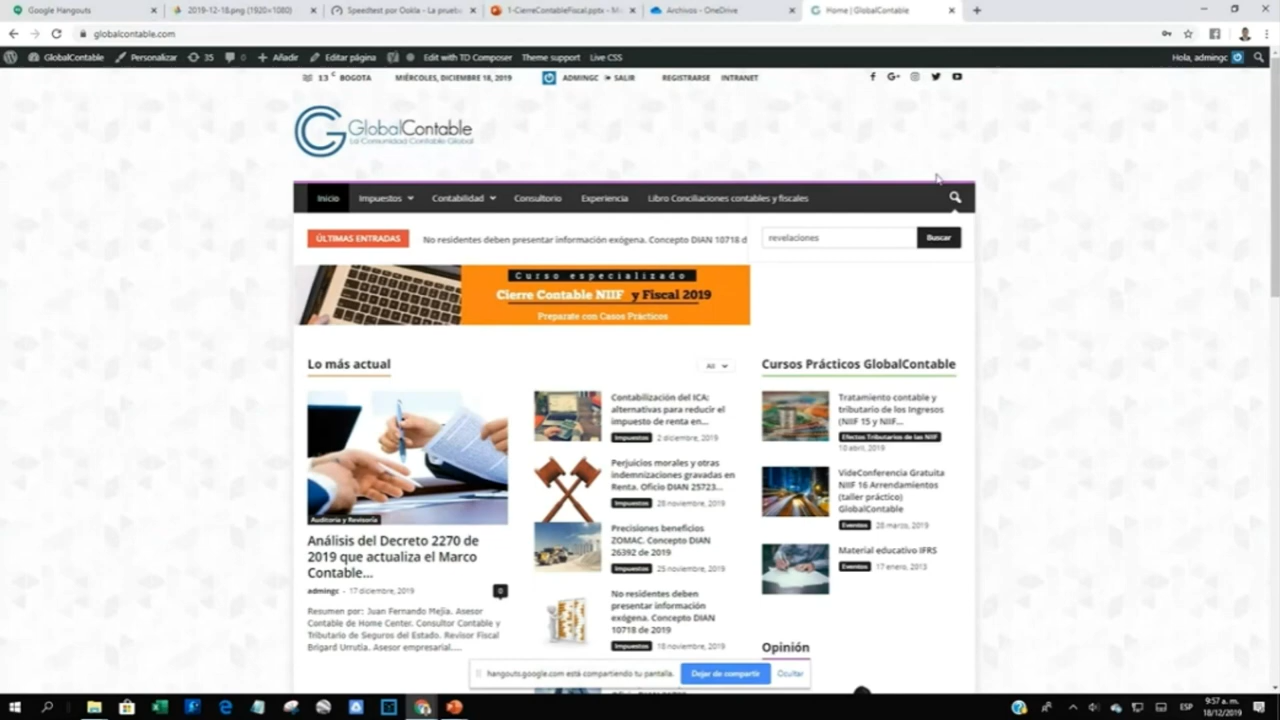 Google Hangouts
2019-12-18.png (1920×1080)
Speedtest por Ookla - La prueba
1-CierreContableFiscal.pptx - M
Archivos - OneDrive
Home | GlobalContable
globalcontable.com
GlobalContable
Personalizar
35
0
Añadir
Editar página
Edit with TD Composer
Theme support
Live CSS
Hola, admingc
13 C BOGOTA
MIÉRCOLES, DICIEMBRE 18, 2019
ADMINGC
SALIR
REGISTRARSE
INTRANET
GlobalContable
La Comunidad Contable Global
Inicio
Impuestos
Contabilidad
Consultorio
Experiencia
Libro Conciliaciones contables y fiscales
ÚLTIMAS ENTRADAS
No residentes deben presentar información exógena. Concepto DIAN 10718 d
revelaciones
Buscar
Curso especializado
Cierre Contable NIIF y Fiscal 2019
Preparate con Casos Prácticos
Lo más actual
All
Auditoria y Revisoría
Análisis del Decreto 2270 de
2019 que actualiza el Marco
Contable...
admingc - 17 diciembre, 2019
0
Resumen por: Juan Fernando Mejía. Asesor
Contable de Home Center. Consultor Contable y
Tributario de Seguros del Estado. Revisor Fiscal
Brigard Urrutia. Asesor empresarial....
Contabilización del ICA:
alternativas para reducir el
impuesto de renta en...
Impuestos
2 diciembre, 2019
Perjuicios morales y otras
indemnizaciones gravadas en
Renta. Oficio DIAN 25723...
Impuestos
28 noviembre, 2019
Precisiones beneficios
ZOMAC. Concepto DIAN
26392 de 2019
Impuestos
25 noviembre, 2019
No residentes deben
presentar información
exógena. Concepto DIAN
10718 de 2019
Impuestos
18 noviembre, 2019
Cursos Prácticos GlobalContable
Tratamiento contable y
tributario de los Ingresos
(NIIF 15 y NIIF...
Efectos Tributarios de las NIIF
10 abril, 2019
VideConferencia Gratuita
NIIF 16 Arrendamientos
(taller práctico)
GlobalContable
Eventos
28 marzo, 2019
Material educativo IFRS
Eventos
17 enero, 2013
Opinión
hangouts.google.com está compartiendo tu pantalla.
Dejar de compartir
Ocultar
ESP
9:57 a. m.
18/12/2019